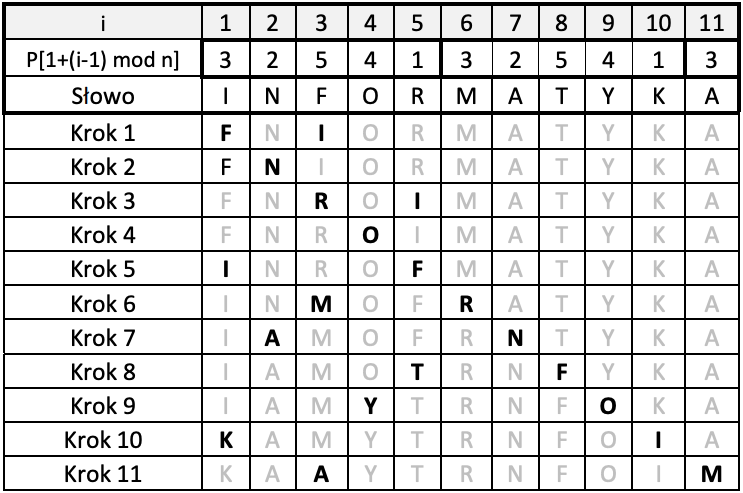 i 1 2 3 4 5 6 7 8 9 10 11
P[1+(i-1) mod n] 3 2 5 4 1 3 2 5 4 1 3
Słowo I N F O R M A T Y K A
Krok 1 F N I O R M A T Y K A
Krok 2 F N I O R M A T Y K A
Krok 3 F N R O I M A T Y K A
Krok 4 F N R O I M A T Y K A
Krok 5 I N R O F M A T Y K A
Krok 6 I N M O F R A T Y K A
Krok 7 I A M O F R N T Y K A
Krok 8 I A M O T R N F Y K A
Krok 9 I A M Y T R N F O K A
Krok 10 K A M Y T R N F O I A
Krok 11 K A A Y T R N F O I M